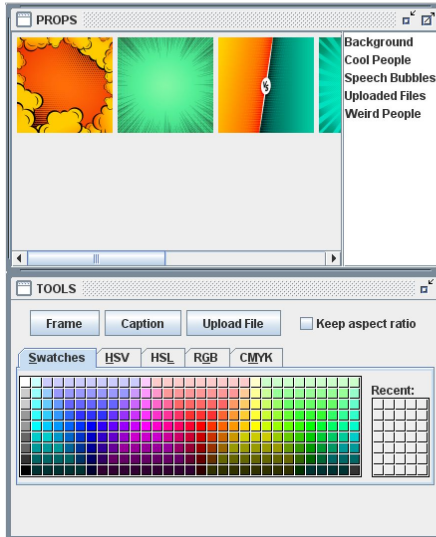 PROPS
Background
Cool People
Speech Bubbles
Uploaded Files
Weird People
VS
TOOLS
Frame Caption Upload File Keep aspect ratio
Swatches HSV HSL RGB CMYK
Recent: